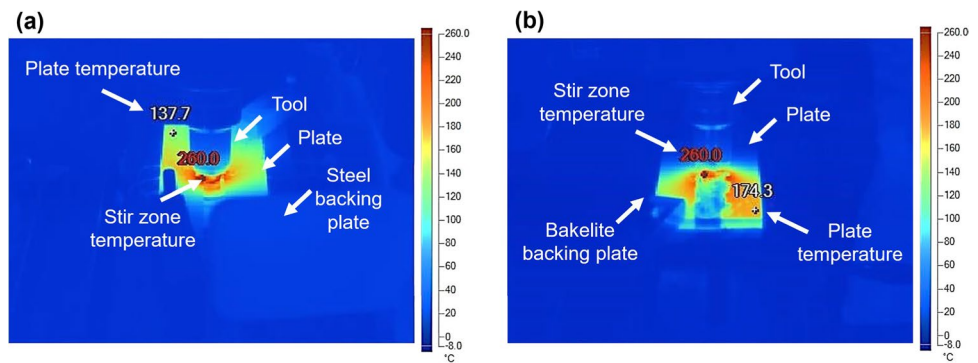 (a)
Plate temperature
137.7
Tool
260.0
Plate
Stir zone
temperature
Steel
backing
plate
260.0
240
220
200
180
160
140
120
100
80
60
40
20
0
-8.0
°C
(b)
Stir zone
temperature
Tool
Plate
260.0
174.3
Bakelite
backing plate
Plate
temperature
260.0
240
220
200
180
160
140
120
100
80
60
40
20
0
-8.0
°C